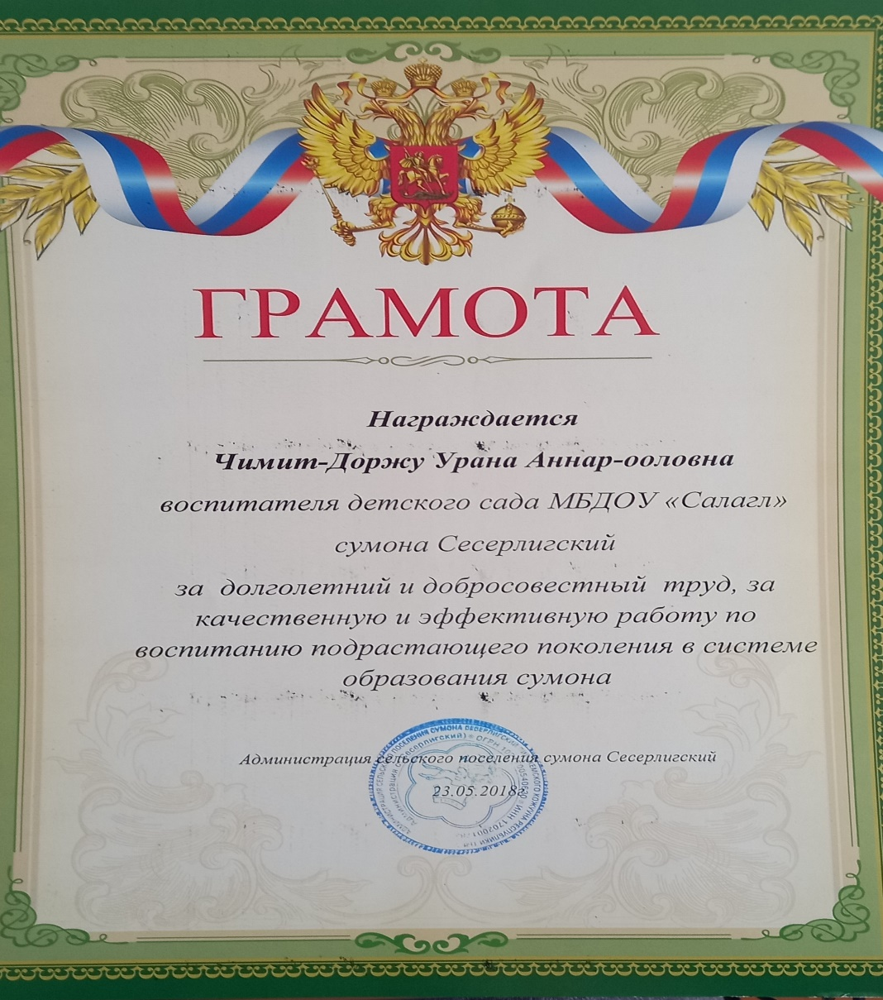 ГРАМОТА
Награждается
Чимит-Доржу Урана Аннар-ооловна
воспитателя детского сада МБДОУ «Салагл»
сумона Сесерлигский
за долголетний и добросовестный труд, за
качественную и эффективную работу по
воспитанию подрастающего поколения в системе
образования сумона
Администрация сельского поселения сумона Сесерлигский
23.05.2018г.